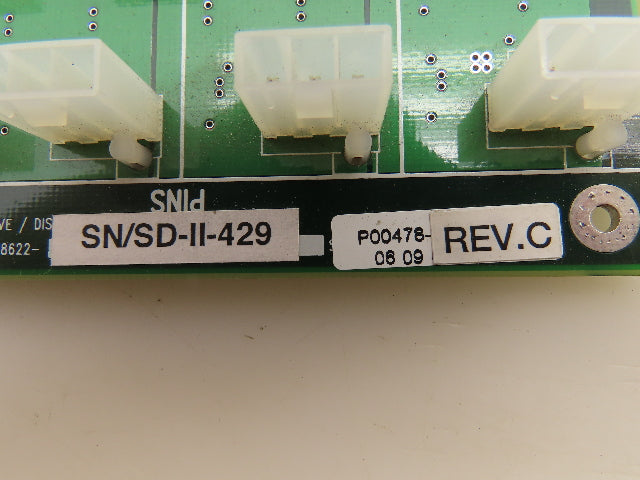 PINS
VE / DIS
8622-
SN/SD-II-429
P00478-
06 09
REV.C